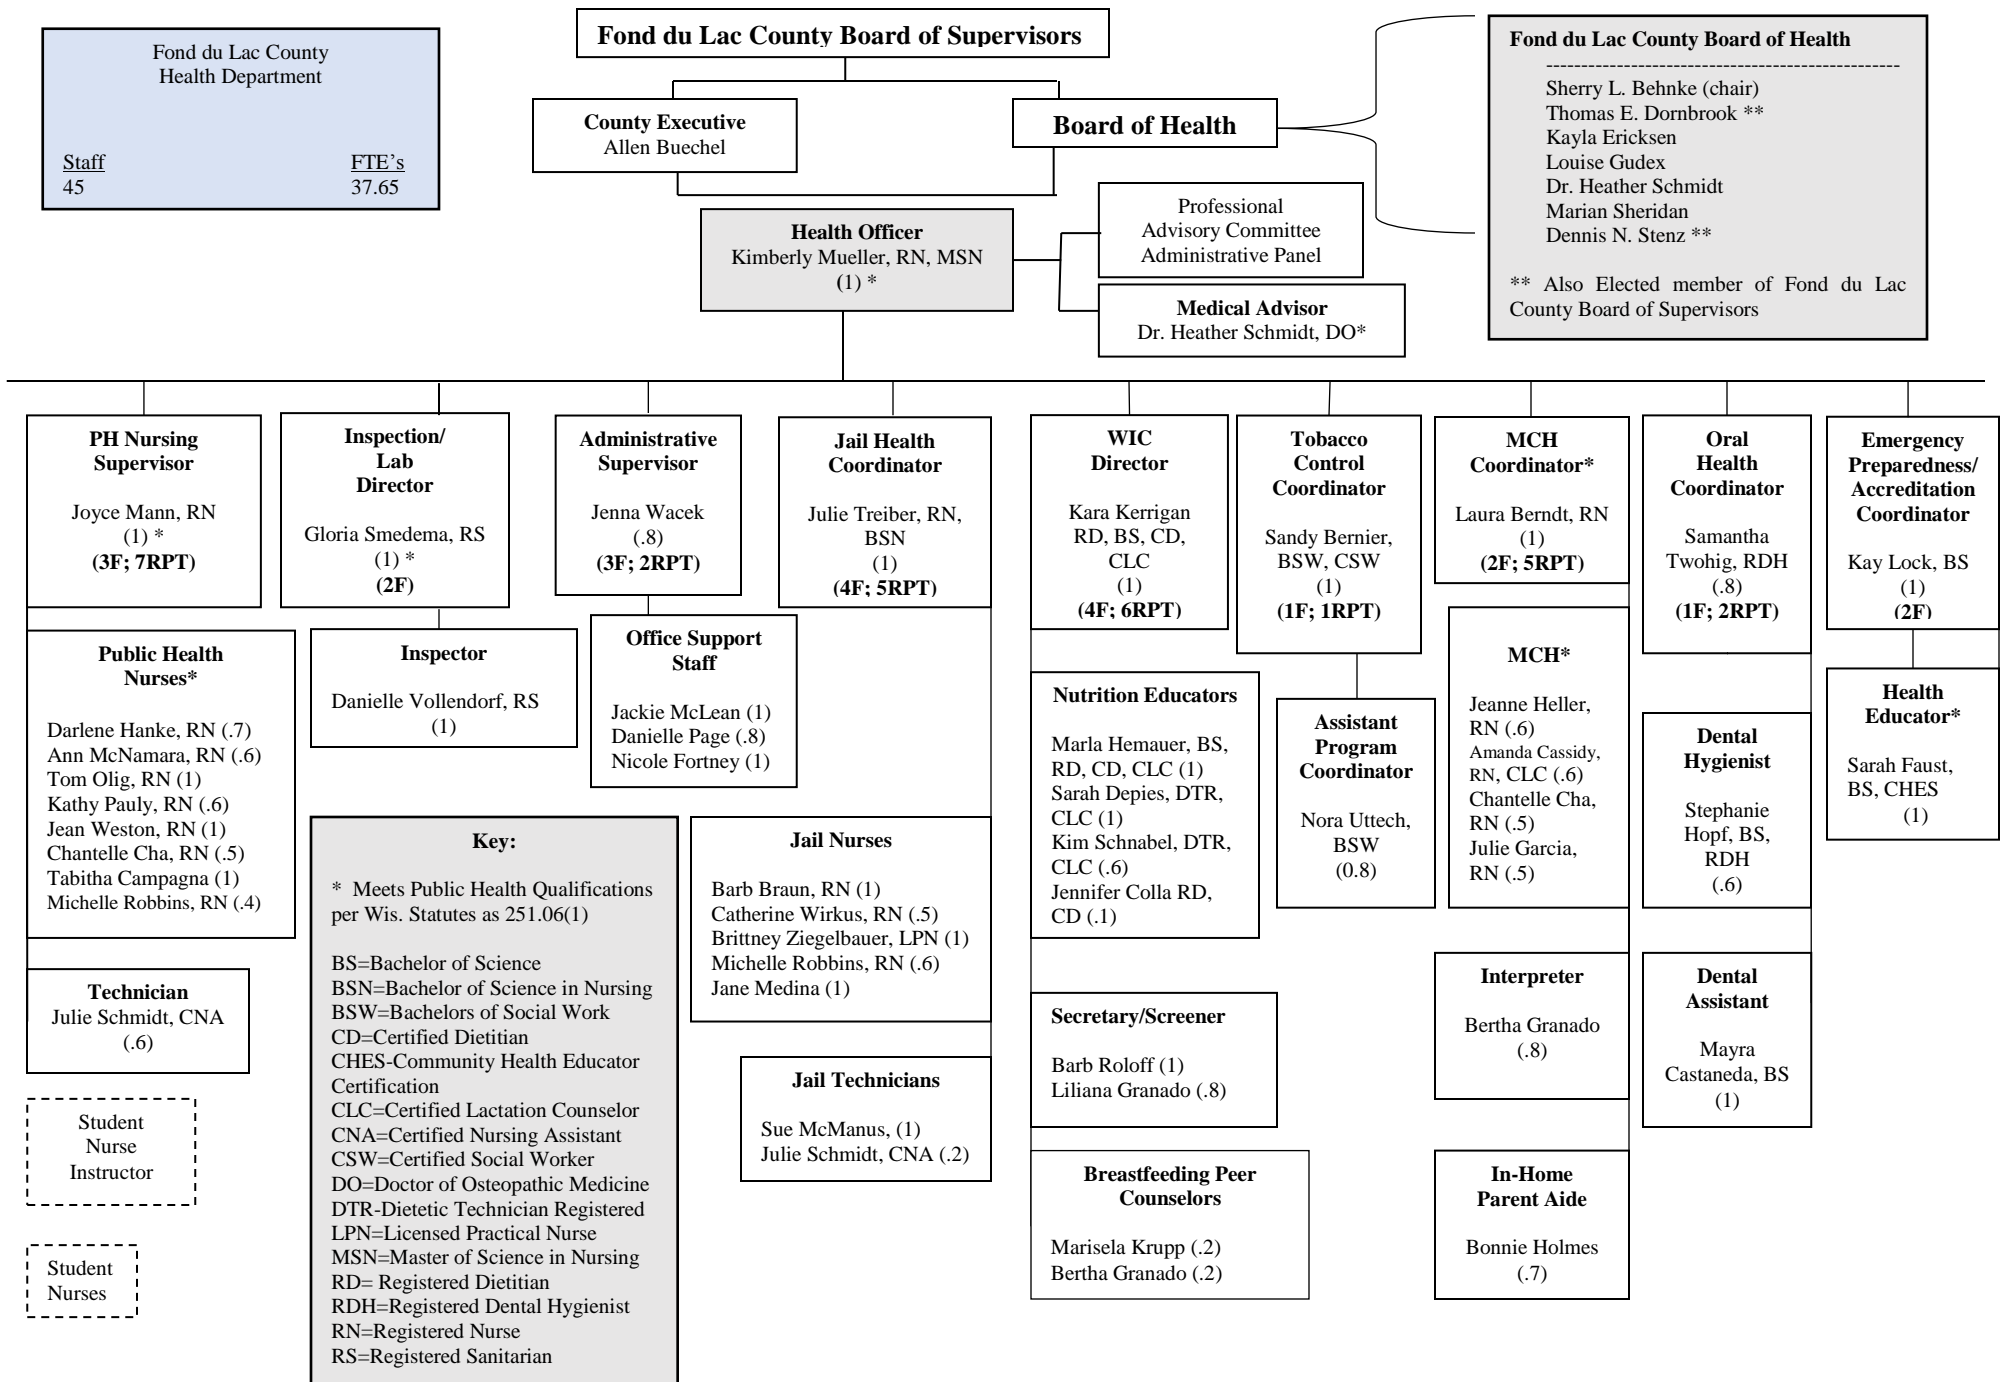 Fond du Lac County
Health Department
Staff FTE's
45 37.65
Fond du Lac County Board of Supervisors
County Executive
Allen Buechel
Board of Health
Fond du Lac County Board of Health
--------------------------------------------------
Sherry L. Behnke (chair)
Thomas E. Dornbrook **
Kayla Ericksen
Louise Gudex
Dr. Heather Schmidt
Marian Sheridan
Dennis N. Stenz **
** Also Elected member of Fond du Lac
County Board of Supervisors
Health Officer
Kimberly Mueller, RN, MSN
(1) *
Professional
Advisory Committee
Administrative Panel
Medical Advisor
Dr. Heather Schmidt, DO*
PH Nursing
Supervisor
Joyce Mann, RN
(1) *
(3F; 7RPT)
Public Health
Nurses*
Darlene Hanke, RN (.7)
Ann McNamara, RN (.6)
Tom Olig, RN (1)
Kathy Pauly, RN (.6)
Jean Weston, RN (1)
Chantelle Cha, RN (.5)
Tabitha Campagna (1)
Michelle Robbins, RN (.4)
Technician
Julie Schmidt, CNA
(.6)
Student
Nurse
Instructor
Student
Nurses
Inspection/
Lab
Director
Gloria Smedema, RS
(1) *
(2F)
Inspector
Danielle Vollendorf, RS
(1)
Administrative
Supervisor
Jenna Wacek
(.8)
(3F; 2RPT)
Office Support
Staff
Jackie McLean (1)
Danielle Page (.8)
Nicole Fortney (1)
Key:
* Meets Public Health Qualifications
per Wis. Statutes as 251.06(1)
BS=Bachelor of Science
BSN=Bachelor of Science in Nursing
BSW=Bachelors of Social Work
CD=Certified Dietitian
CHES-Community Health Educator
Certification
CLC=Certified Lactation Counselor
CNA=Certified Nursing Assistant
CSW=Certified Social Worker
DO=Doctor of Osteopathic Medicine
DTR-Dietetic Technician Registered
LPN=Licensed Practical Nurse
MSN=Master of Science in Nursing
RD= Registered Dietitian
RDH=Registered Dental Hygienist
RN=Registered Nurse
RS=Registered Sanitarian
Jail Health
Coordinator
Julie Treiber, RN,
BSN
(1)
(4F; 5RPT)
Jail Nurses
Barb Braun, RN (1)
Catherine Wirkus, RN (.5)
Brittney Ziegelbauer, LPN (1)
Michelle Robbins, RN (.6)
Jane Medina (1)
Jail Technicians
Sue McManus, (1)
Julie Schmidt, CNA (.2)
WIC
Director
Kara Kerrigan
RD, BS, CD,
CLC
(1)
(4F; 6RPT)
Nutrition Educators
Marla Hemauer, BS,
RD, CD, CLC (1)
Sarah Depies, DTR,
CLC (1)
Kim Schnabel, DTR,
CLC (.6)
Jennifer Colla RD,
CD (.1)
Secretary/Screener
Barb Roloff (1)
Liliana Granado (.8)
Breastfeeding Peer
Counselors
Marisela Krupp (.2)
Bertha Granado (.2)
Tobacco
Control
Coordinator
Sandy Bernier,
BSW, CSW
(1)
(1F; 1RPT)
Assistant
Program
Coordinator
Nora Uttech,
BSW
(0.8)
MCH
Coordinator*
Laura Berndt, RN
(1)
(2F; 5RPT)
MCH*
Jeanne Heller,
RN (.6)
Amanda Cassidy,
RN, CLC (.6)
Chantelle Cha,
RN (.5)
Julie Garcia,
RN (.5)
Interpreter
Bertha Granado
(.8)
In-Home
Parent Aide
Bonnie Holmes
(.7)
Oral
Health
Coordinator
Samantha
Twohig, RDH
(.8)
(1F; 2RPT)
Dental
Hygienist
Stephanie
Hopf, BS,
RDH
(.6)
Dental
Assistant
Mayra
Castaneda, BS
(1)
Emergency
Preparedness/
Accreditation
Coordinator
Kay Lock, BS
(1)
(2F)
Health
Educator*
Sarah Faust,
BS, CHES
(1)